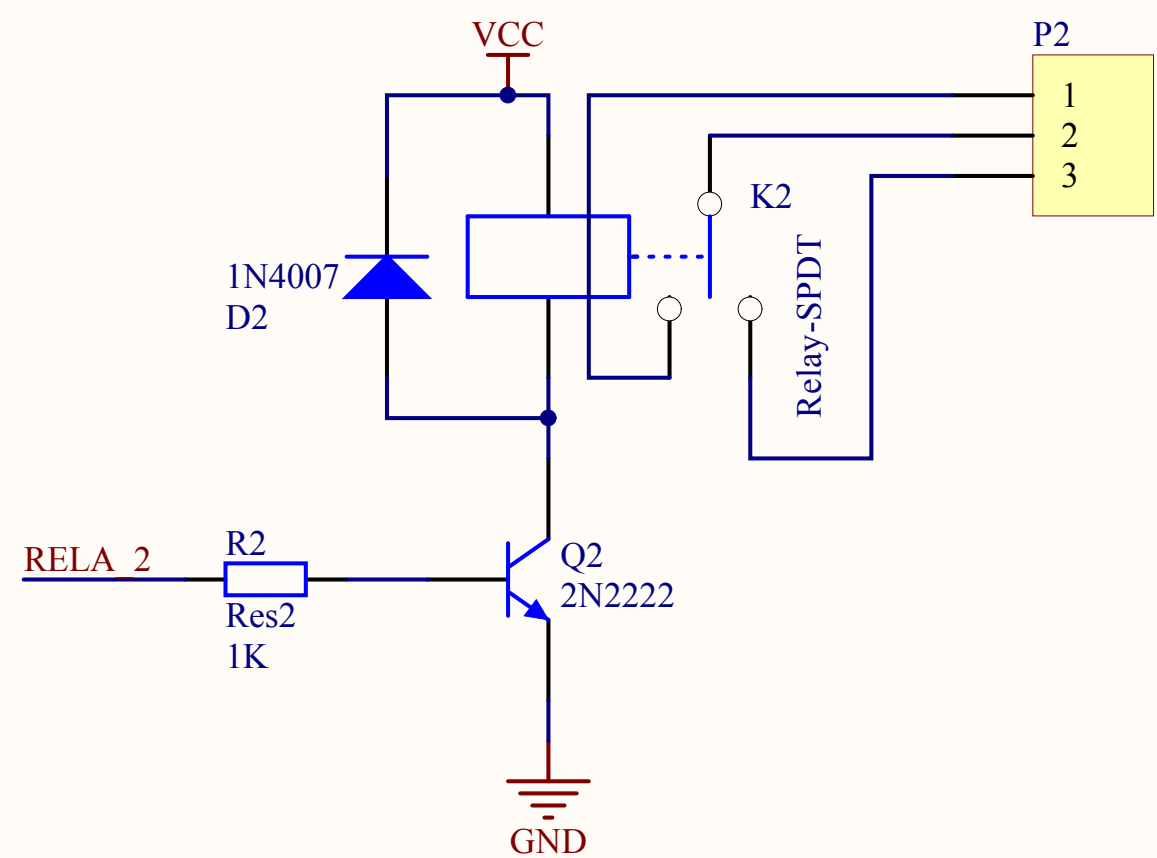 VCC
P2
1
2
3
K2
Relay-SPDT
1N4007
D2
RELA_2
R2
Res2
1K
Q2
2N2222
GND